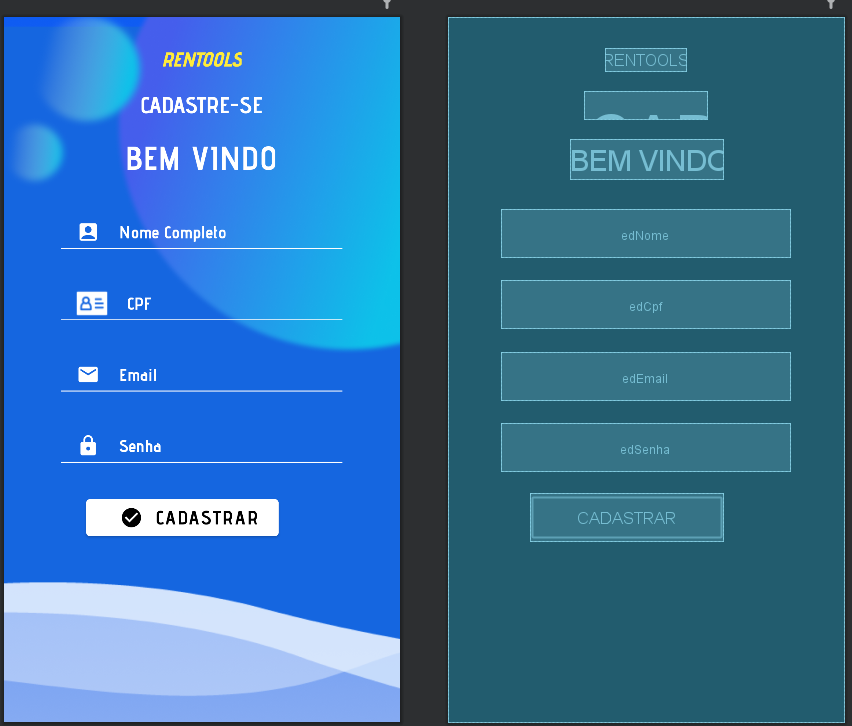 RENTOOLS
CADASTRE-SE
BEM VINDO
Nome Completo
CPF
Email
Senha
CADASTRAR
RENTOOLS
BEM VINDO
edNome
edCpf
edEmail
edSenha
CADASTRAR